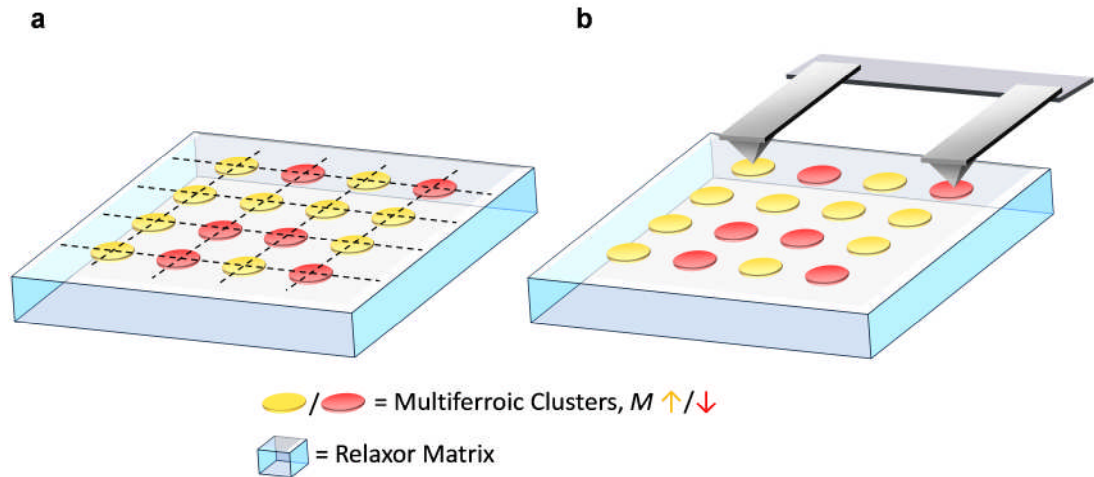 a
b
/ = Multiferroic Clusters, M ↑/↓
= Relaxor Matrix